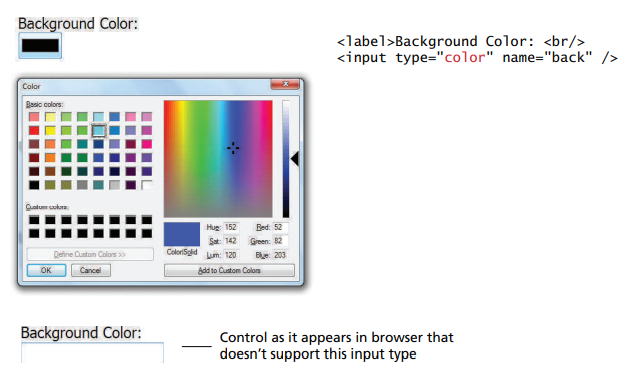 Background Color:
<label>Background Color: <br/>
<input type="color" name="back" />
Color
Basic colors:
Custom colors:
Define Custom Colors >>
OK Cancel
Color|Solid
Hue: 152 Red: 52
Sat: 142 Green: 82
Lum: 120 Blue: 203
Add to Custom Colors
Background Color:
Control as it appears in browser that
doesn't support this input type